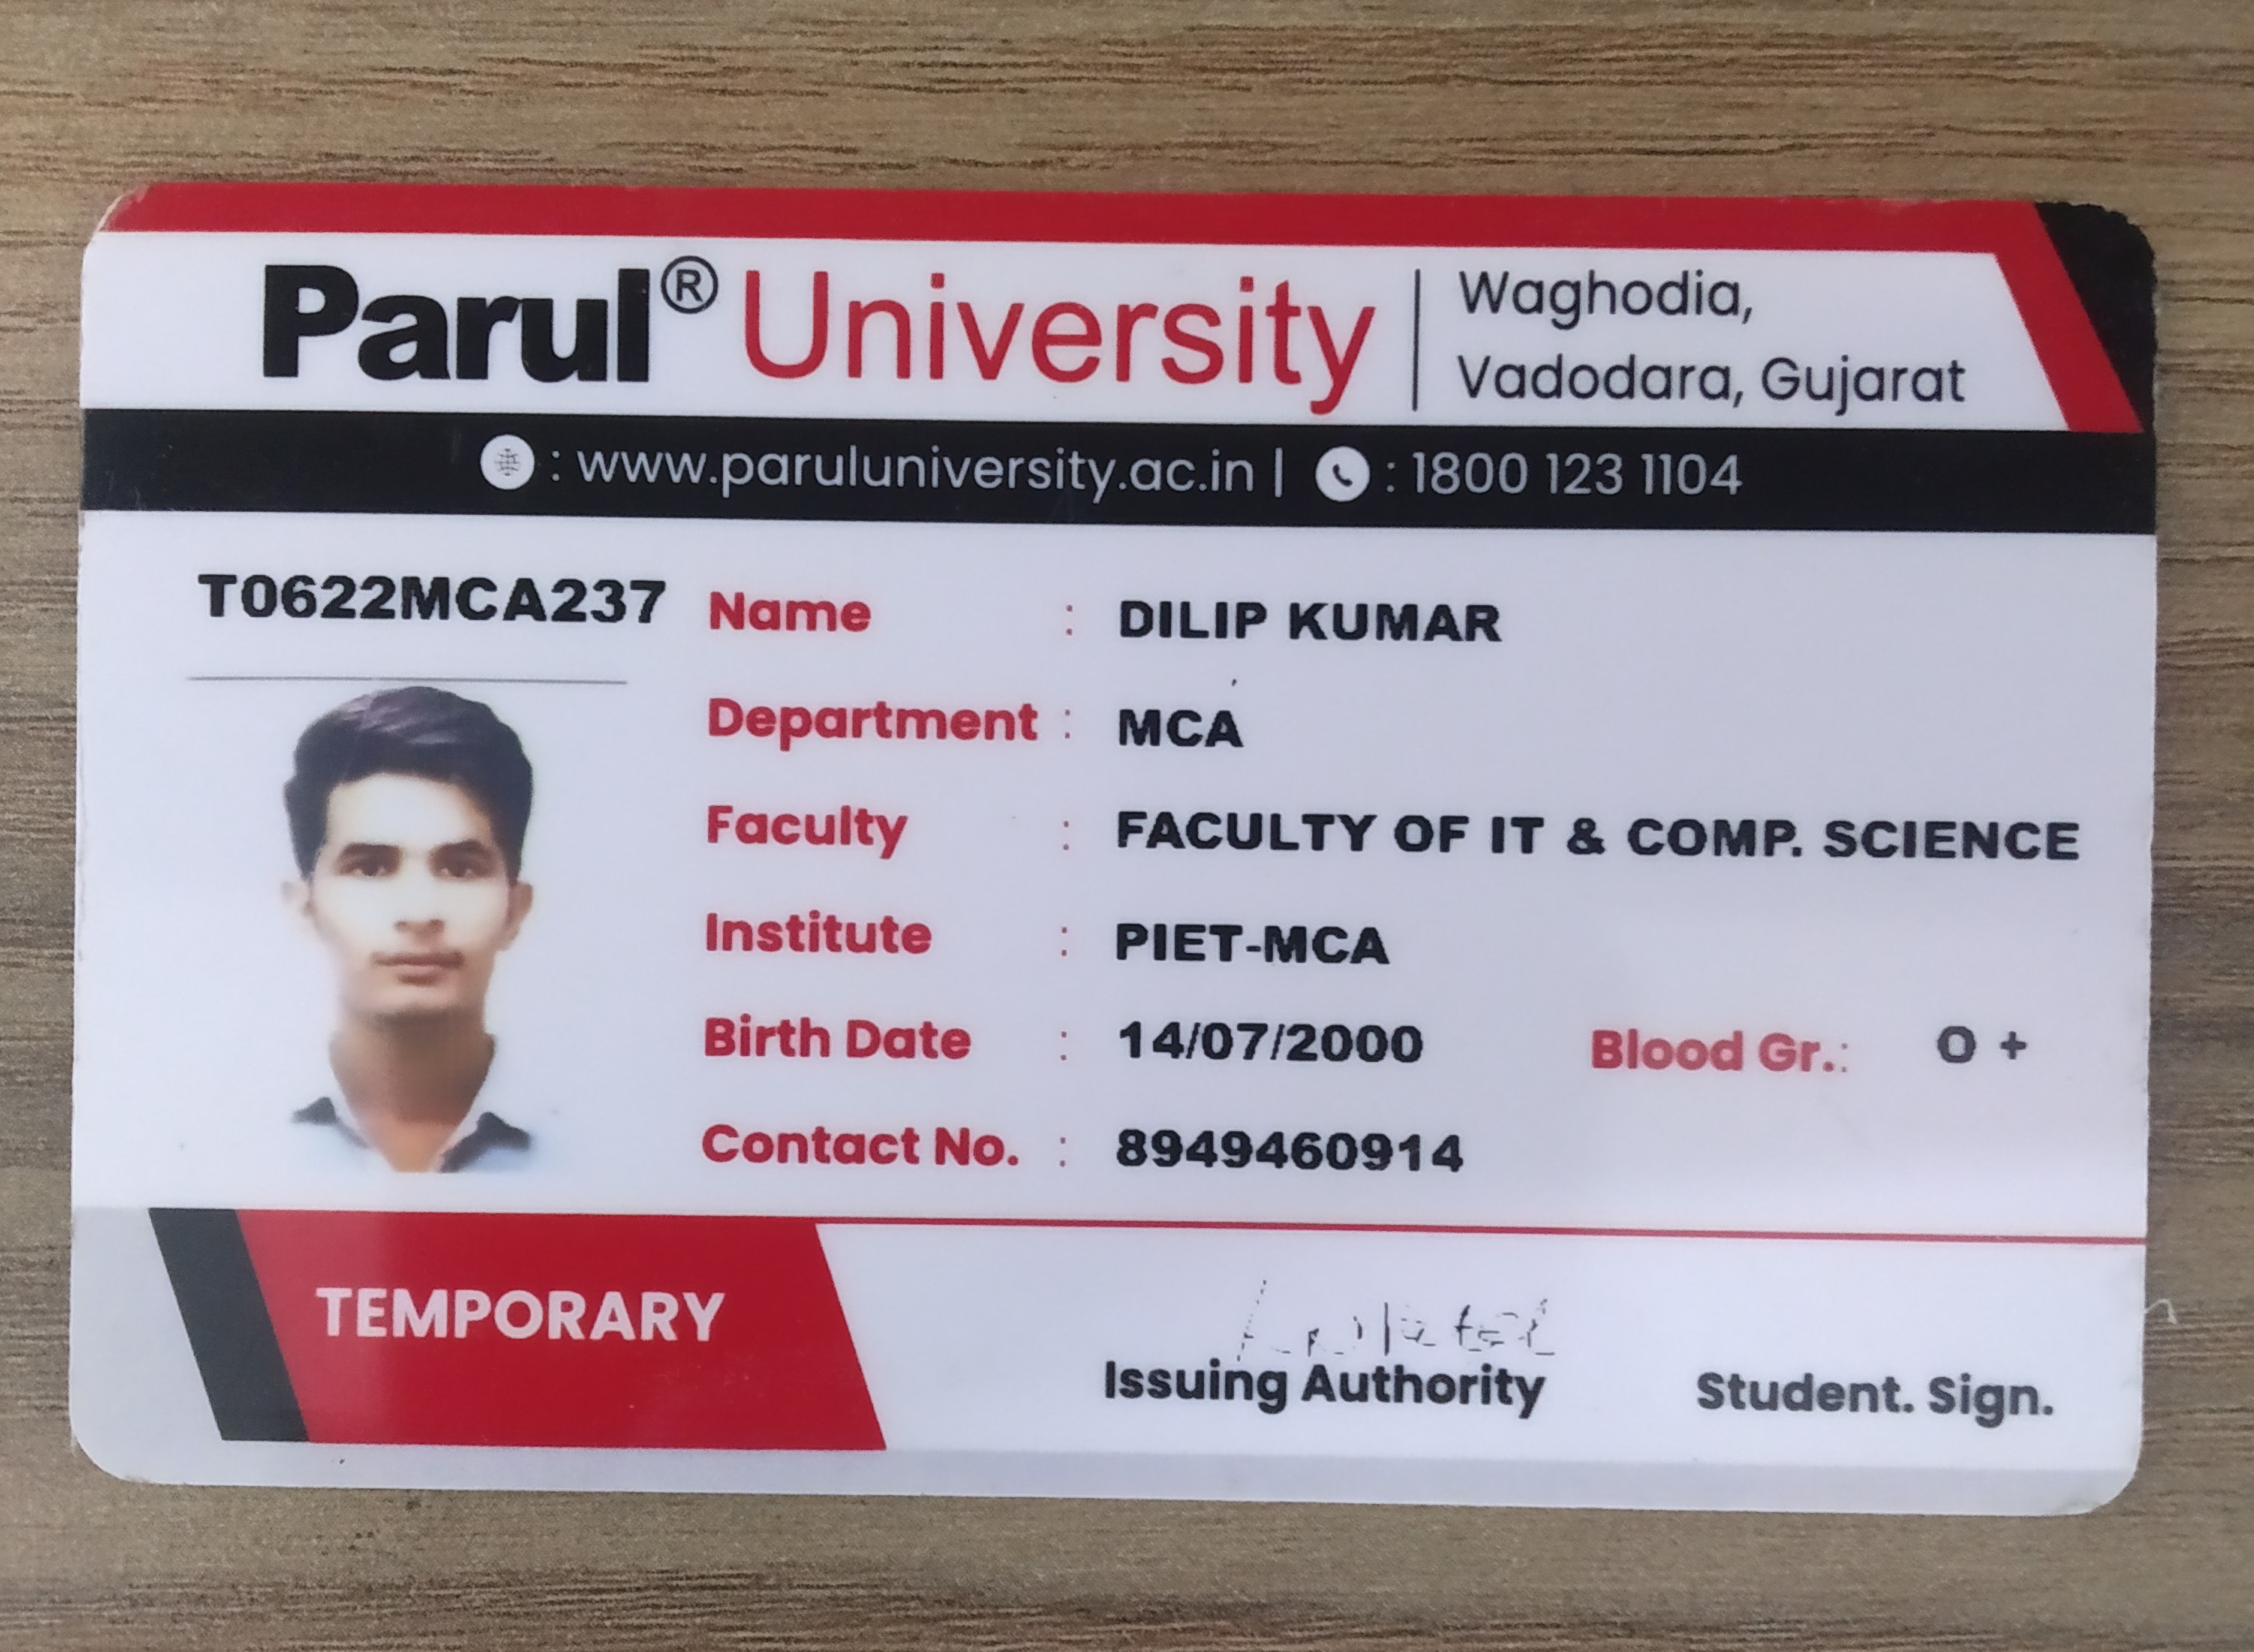 Parul® University
Waghodia,
Vadodara, Gujarat
: www.paruluniversity.ac.in | : 1800 123 1104
T0622MCA237
Name : DILIP KUMAR
Department : MCA
Faculty : FACULTY OF IT & COMP. SCIENCE
Institute : PIET-MCA
Birth Date : 14/07/2000 Blood Gr.: O +
Contact No. : 8949460914
TEMPORARY
Issuing Authority
Student. Sign.